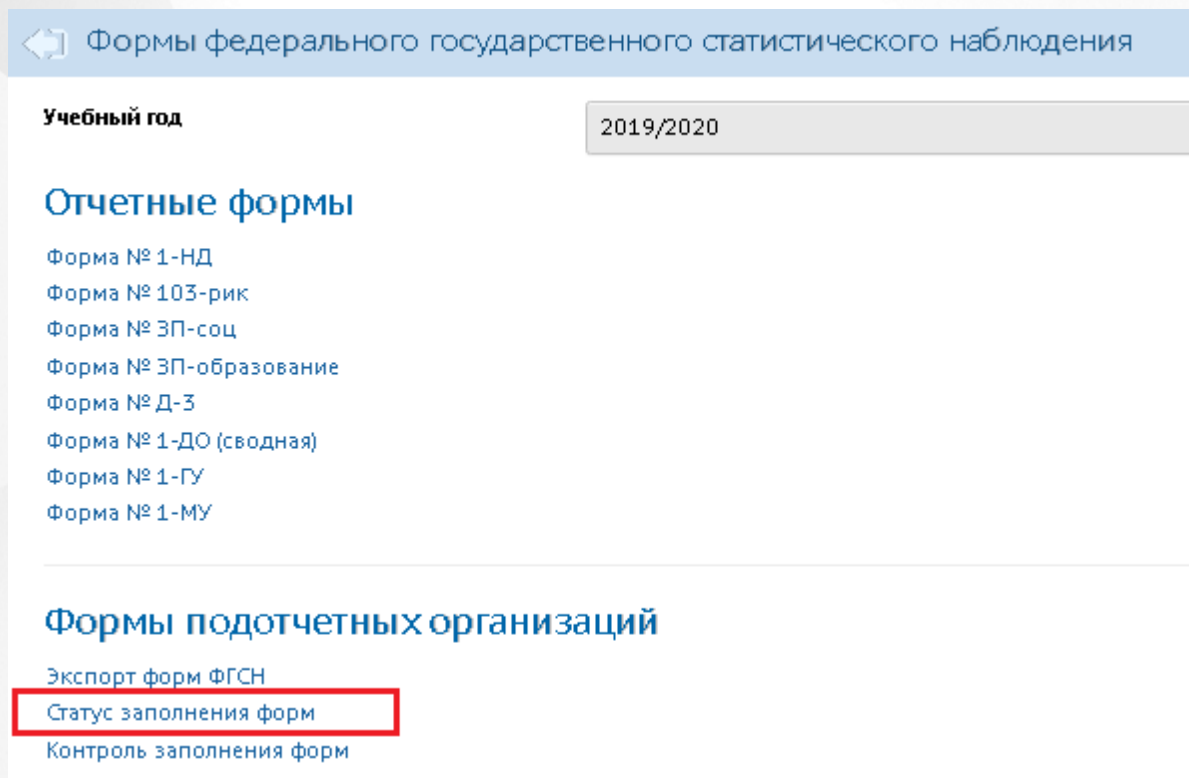 Формы федерального государственного статистического наблюдения
Учебный год
2019/2020
Отчетные формы
Форма № 1-НД
Форма № 103-рик
Форма № ЗП-соц
Форма № ЗП-образование
Форма № Д-3
Форма № 1-ДО (сводная)
Форма № 1-ГУ
Форма № 1-МУ
Формы подотчетных организаций
Экспорт форм ФГСН
Статус заполнения форм
Контроль заполнения форм